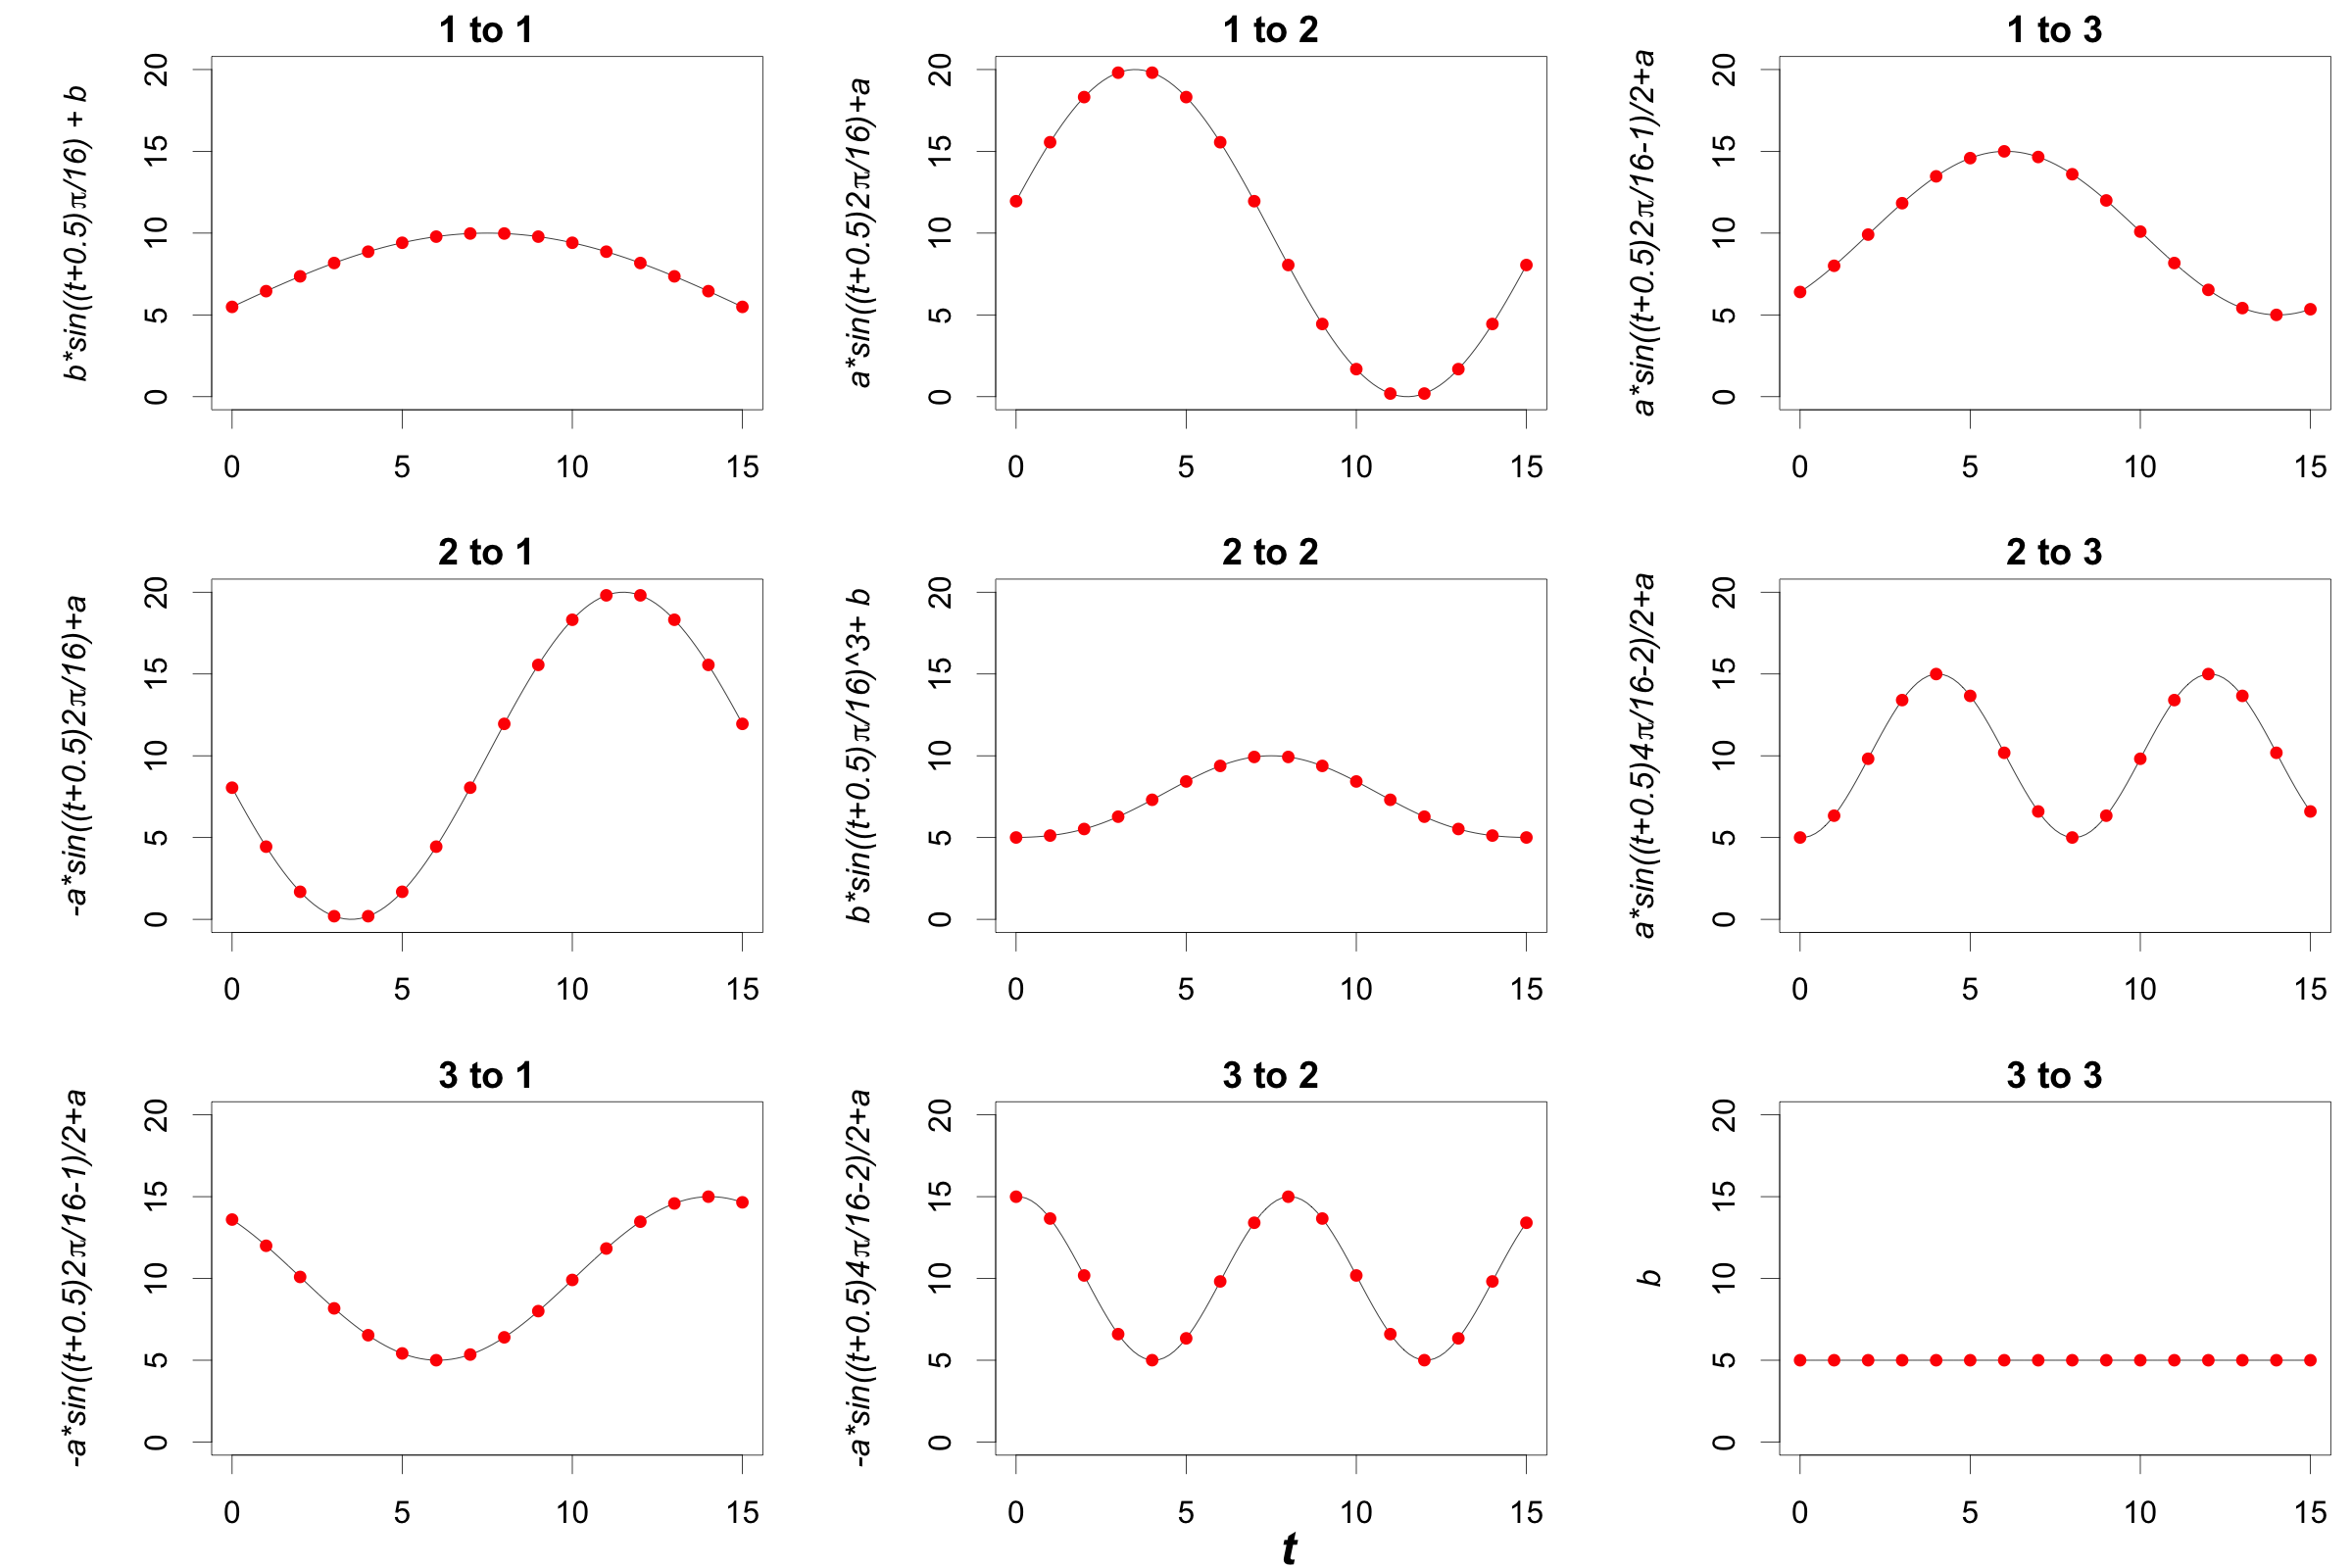 1 to 1
b*sin((t+0.5)π/16) + b
20
15
10
5
0
0 5 10 15
1 to 2
a*sin((t+0.5)2π/16)+a
20
15
10
5
0
0 5 10 15
1 to 3
a*sin((t+0.5)2π/16-1)/2+a
20
15
10
5
0
0 5 10 15
2 to 1
-a*sin((t+0.5)2π/16)+a
20
15
10
5
0
0 5 10 15
2 to 2
b*sin((t+0.5)π/16)^3+ b
20
15
10
5
0
0 5 10 15
2 to 3
a*sin((t+0.5)4π/16-2)/2+a
20
15
10
5
0
0 5 10 15
3 to 1
-a*sin((t+0.5)2π/16-1)/2+a
20
15
10
5
0
0 5 10 15
3 to 2
-a*sin((t+0.5)4π/16-2)/2+a
20
15
10
5
0
0 5 10 15
3 to 3
b
20
15
10
5
0
0 5 10 15
t